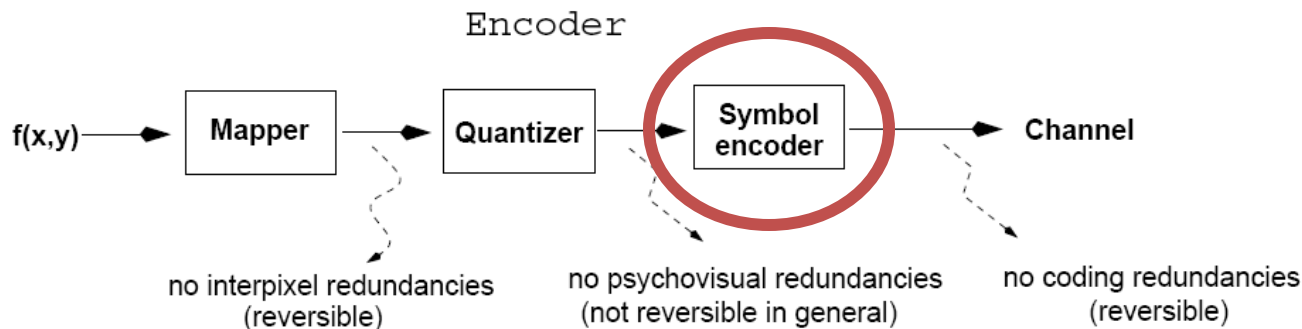 Encoder
f(x,y)
Mapper
Quantizer
Symbol
encoder
Channel
no interpixel redundancies
(reversible)
no psychovisual redundancies
(not reversible in general)
no coding redundancies
(reversible)